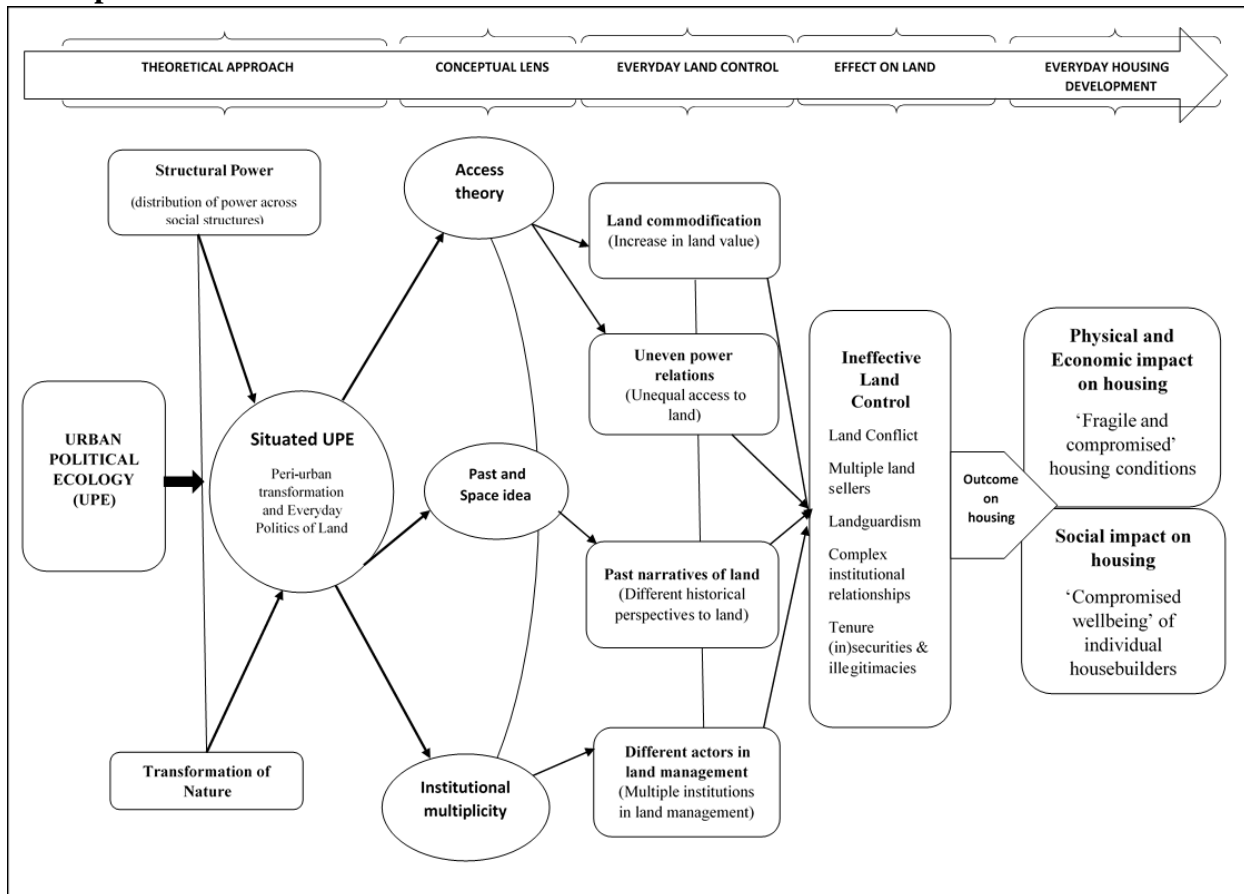 THEORETICAL APPROACH
CONCEPTUAL LENS
EVERYDAY LAND CONTROL
EFFECT ON LAND
EVERYDAY HOUSING
DEVELOPMENT
Structural Power
(distribution of power across
social structures)
URBAN
POLITICAL
ECOLOGY
(UPE)
Transformation of
Nature
Situated UPE
Peri-urban
transformation
and Everyday
Politics of Land
Access
theory
Past and
Space idea
Institutional
multiplicity
Land commodification
(Increase in land value)
Uneven power
relations
(Unequal access to
land)
Past narratives of land
(Different historical
perspectives to land)
Different actors in
land management
(Multiple institutions
in land management)
Ineffective
Land
Control
Land Conflict
Multiple land
sellers
Landguardism
Complex
institutional
relationships
Tenure
(in)securities &
illegitimacies
Outcome
on
housing
Physical and
Economic impact
on housing
‘Fragile and
compromised’
housing conditions
Social impact on
housing
‘Compromised
wellbeing’ of
individual
housebuilders